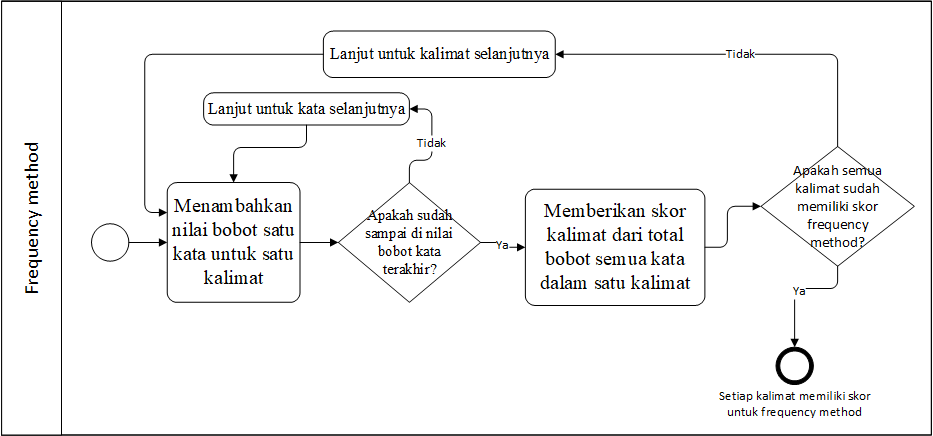 Frequency method
Lanjut untuk kalimat selanjutnya
Tidak
Lanjut untuk kata selanjutnya
Tidak
Menambahkan
nilai bobot satu
kata untuk satu
kalimat
Apakah sudah
sampai di nilai
bobot kata
terakhir?
Ya
Memberikan skor
kalimat dari total
bobot semua kata
dalam satu kalimat
Apakah semua
kalimat sudah
memiliki skor
frequency
method?
Ya
Setiap kalimat memiliki skor
untuk frequency method